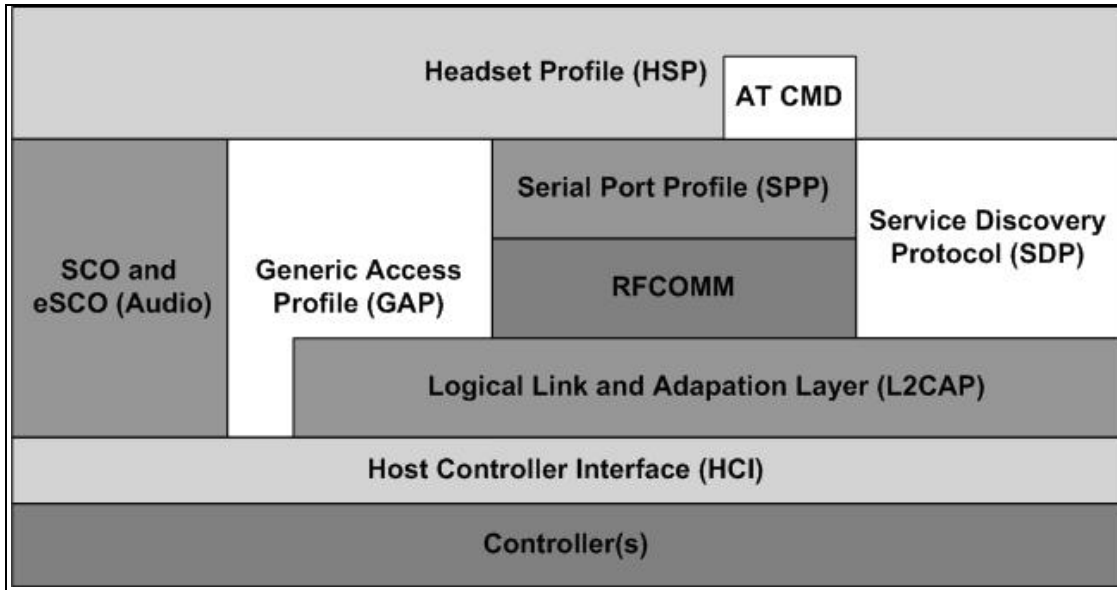 Headset Profile (HSP)
AT CMD
Serial Port Profile (SPP)
Service Discovery
Protocol (SDP)
SCO and
eSCO (Audio)
Generic Access
Profile (GAP)
RFCOMM
Logical Link and Adapation Layer (L2CAP)
Host Controller Interface (HCI)
Controller(s)